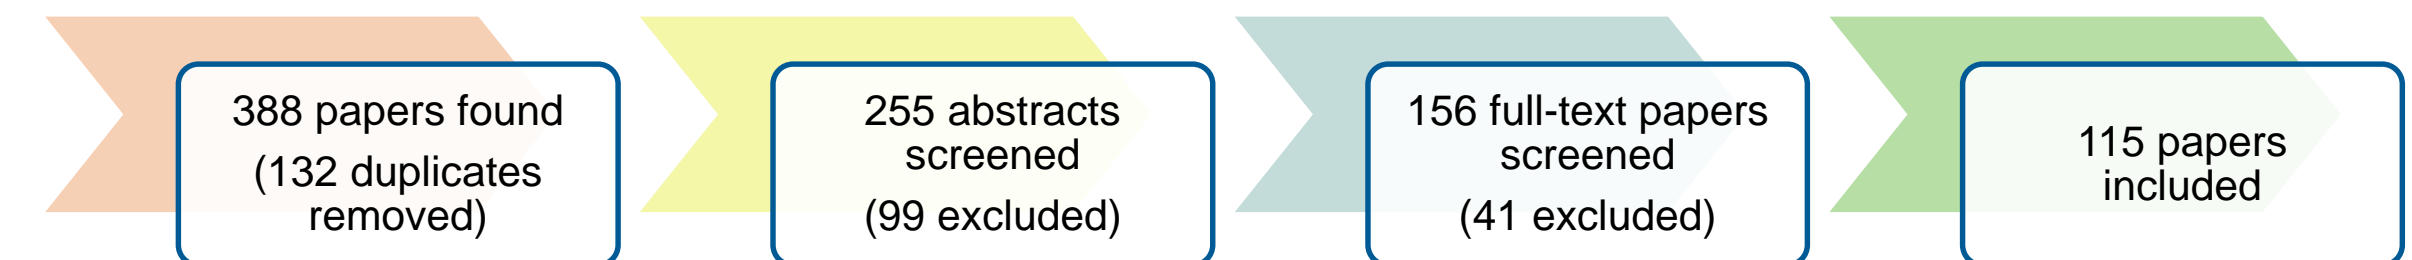 388 papers found
(132 duplicates
removed)
255 abstracts
screened
(99 excluded)
156 full-text papers
screened
(41 excluded)
115 papers
included